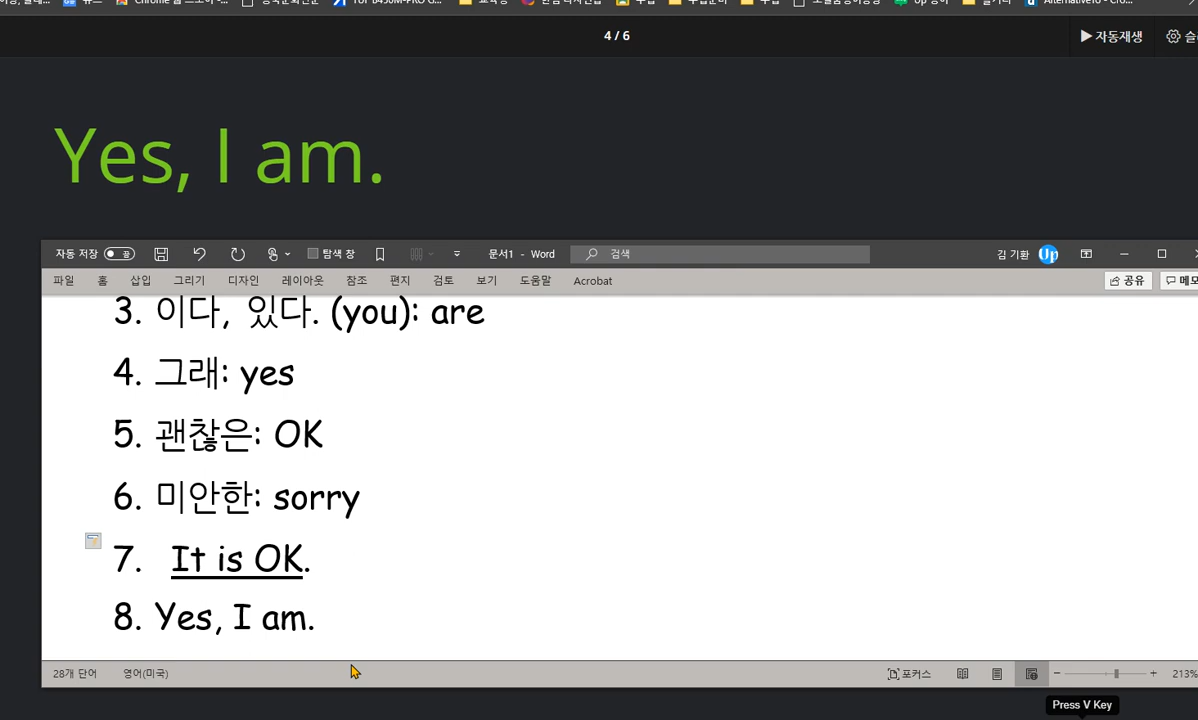 4 / 6
자동재생
Yes, I am.
자동 저장 끔
탐색 창
문서1 - Word
검색
김 기환
Up
파일 홈 삽입 그리기 디자인 레이아웃 참조 편지 검토 보기 도움말 Acrobat
공유
3. 이다, 있다. (you): are
4. 그래: yes
5. 괜찮은: OK
6. 미안한: sorry
7. It is OK.
8. Yes, I am.
28개 단어 영어(미국)
포커스
213%
Press V Key